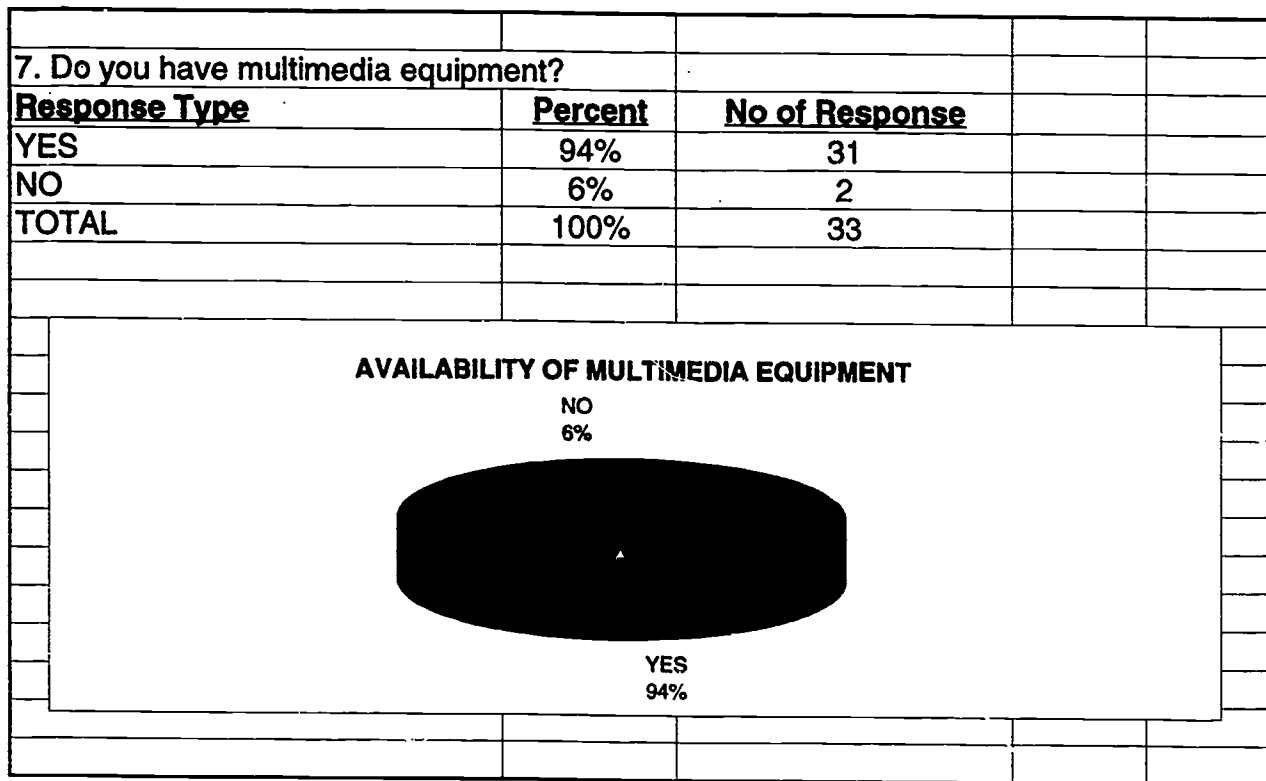 7. Do you have multimedia equipment?
Response Type Percent No of Response
YES 94% 31
NO 6% 2
TOTAL 100% 33
AVAILABILITY OF MULTIMEDIA EQUIPMENT
NO
6%
YES
94%